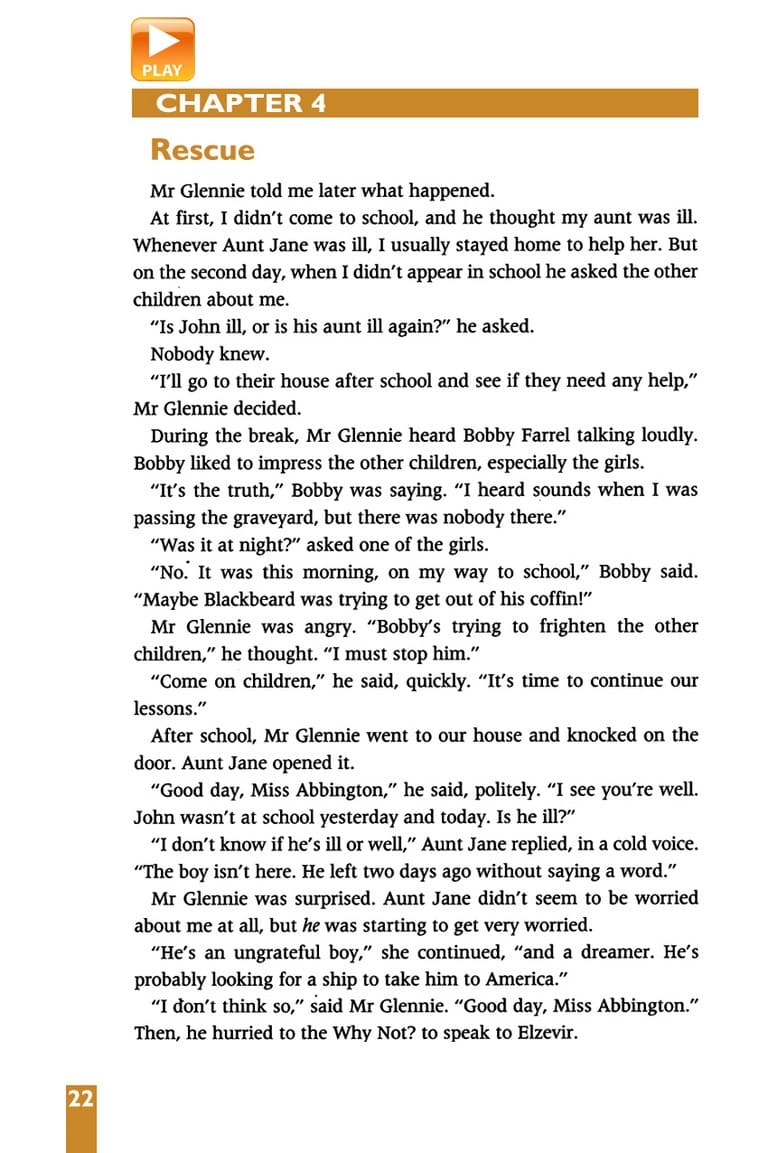 PLAY
CHAPTER 4
Rescue
Mr Glennie told me later what happened.
At first, I didn't come to school, and he thought my aunt was ill.
Whenever Aunt Jane was ill, I usually stayed home to help her. But
on the second day, when I didn't appear in school he asked the other
children about me.
"Is John ill, or is his aunt ill again?" he asked.
Nobody knew.
"I'll go to their house after school and see if they need any help,"
Mr Glennie decided.
During the break, Mr Glennie heard Bobby Farrel talking loudly.
Bobby liked to impress the other children, especially the girls.
"It's the truth," Bobby was saying. "I heard sounds when I was
passing the graveyard, but there was nobody there."
"Was it at night?" asked one of the girls.
"No. It was this morning, on my way to school," Bobby said.
"Maybe Blackbeard was trying to get out of his coffin!"
Mr Glennie was angry. "Bobby's trying to frighten the other
children," he thought. "I must stop him."
"Come on children," he said, quickly. "It's time to continue our
lessons."
After school, Mr Glennie went to our house and knocked on the
door. Aunt Jane opened it.
"Good day, Miss Abbington," he said, politely. "I see you're well.
John wasn't at school yesterday and today. Is he ill?"
"I don't know if he's ill or well," Aunt Jane replied, in a cold voice.
"The boy isn't here. He left two days ago without saying a word."
Mr Glennie was surprised. Aunt Jane didn't seem to be worried
about me at all, but he was starting to get very worried.
"He's an ungrateful boy," she continued, "and a dreamer. He's
probably looking for a ship to take him to America."
"I don't think so," said Mr Glennie. "Good day, Miss Abbington."
Then, he hurried to the Why Not? to speak to Elzevir.
22